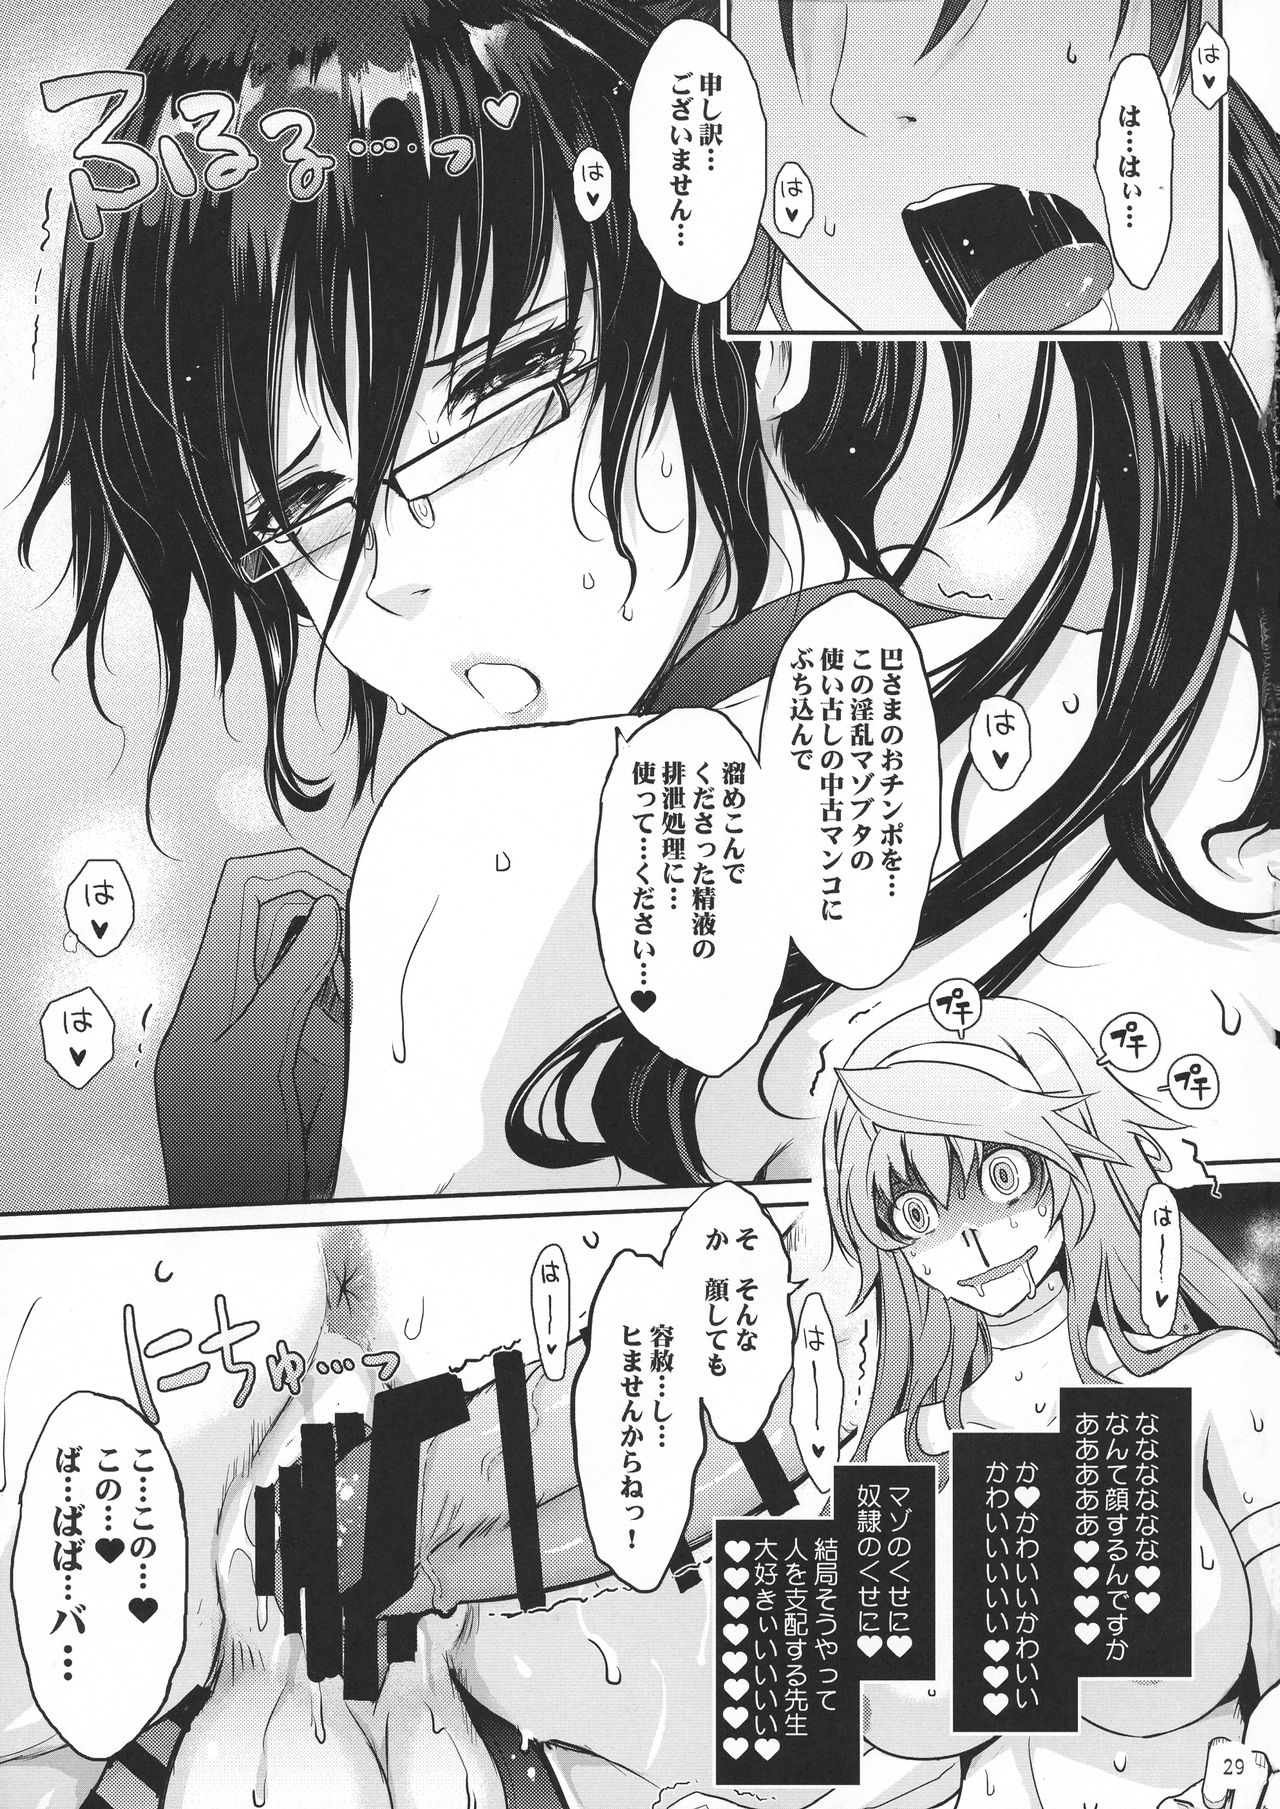 は♥
は…はぃ…
は♥
申し訳…
ございません…
は♥
ふるる…っ♥
巴さまのおチンポを…
この淫乱マゾブタの
使い古しの中古マンコに
ぶち込んで
は♥
溜めこんで
くださった精液の
排泄処理に…
使って…ください…♥
は♥
は♥
プチ
プチ
プチ
はーー♥
はーー♥
はー♥
そ そんな
か 顔しても
容赦…し…
ヒませんからねっ！
なななななな♥♥
なんて顔するんですか
あああああ♥♥♥♥
か♥かわいいかわいい
かわいいいいい♥♥♥
マゾのくせに♥
奴隷のくせに♥
結局そうやって
人を支配する先生
大好きぃいいいい♥
♥♥♥♥♥♥♥♥
にちゅ…っ
こ…この…♥
この…♥
ば…ばば…バ…
29